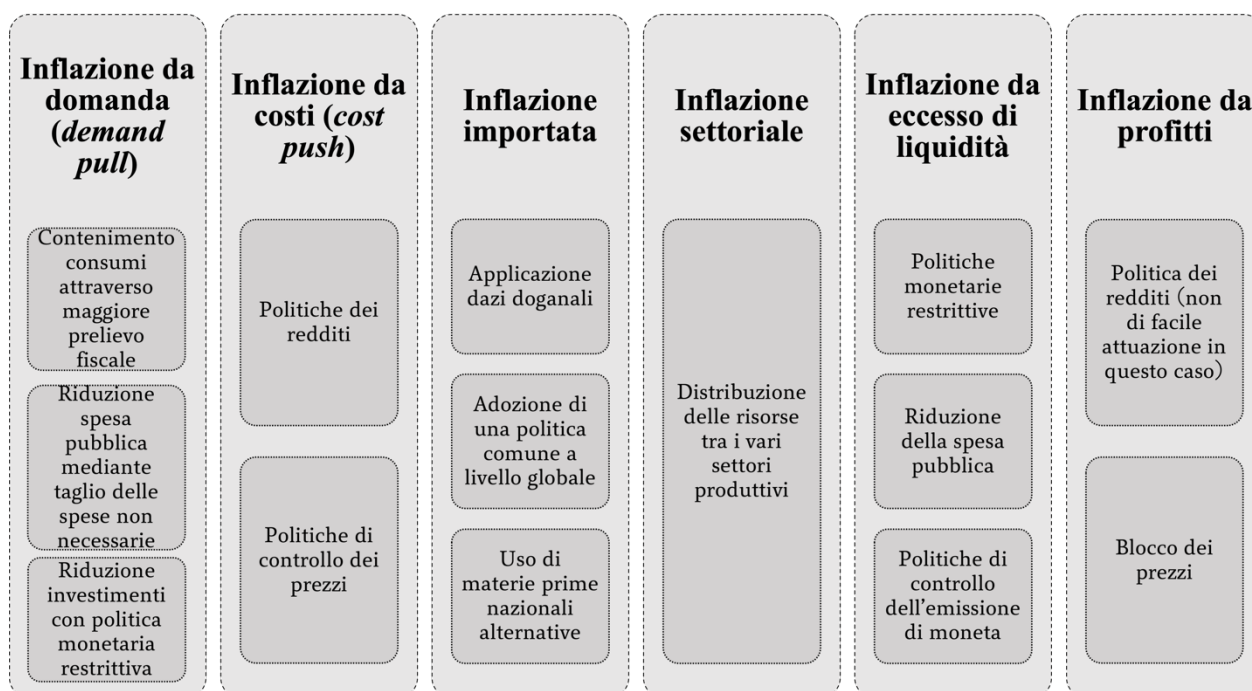 Inflazione da
domanda
(demand
pull)
Contenimento
consumi
attraverso
maggiore
prelievo
fiscale
Riduzione
spesa
pubblica
mediante
taglio delle
spese non
necessarie
Riduzione
investimenti
con politica
monetaria
restrittiva
Inflazione da
costi (cost
push)
Politiche dei
redditi
Politiche di
controllo dei
prezzi
Inflazione
importata
Applicazione
dazi doganali
Adozione di
una politica
comune a
livello globale
Uso di
materie prime
nazionali
alternative
Inflazione
settoriale
Distribuzione
delle risorse
tra i vari
settori
produttivi
Inflazione da
eccesso di
liquidità
Politiche
monetarie
restrittive
Riduzione
della spesa
pubblica
Politiche di
controllo
dell’emissione
di moneta
Inflazione da
profitti
Politica dei
redditi (non
di facile
attuazione in
questo caso)
Blocco dei
prezzi